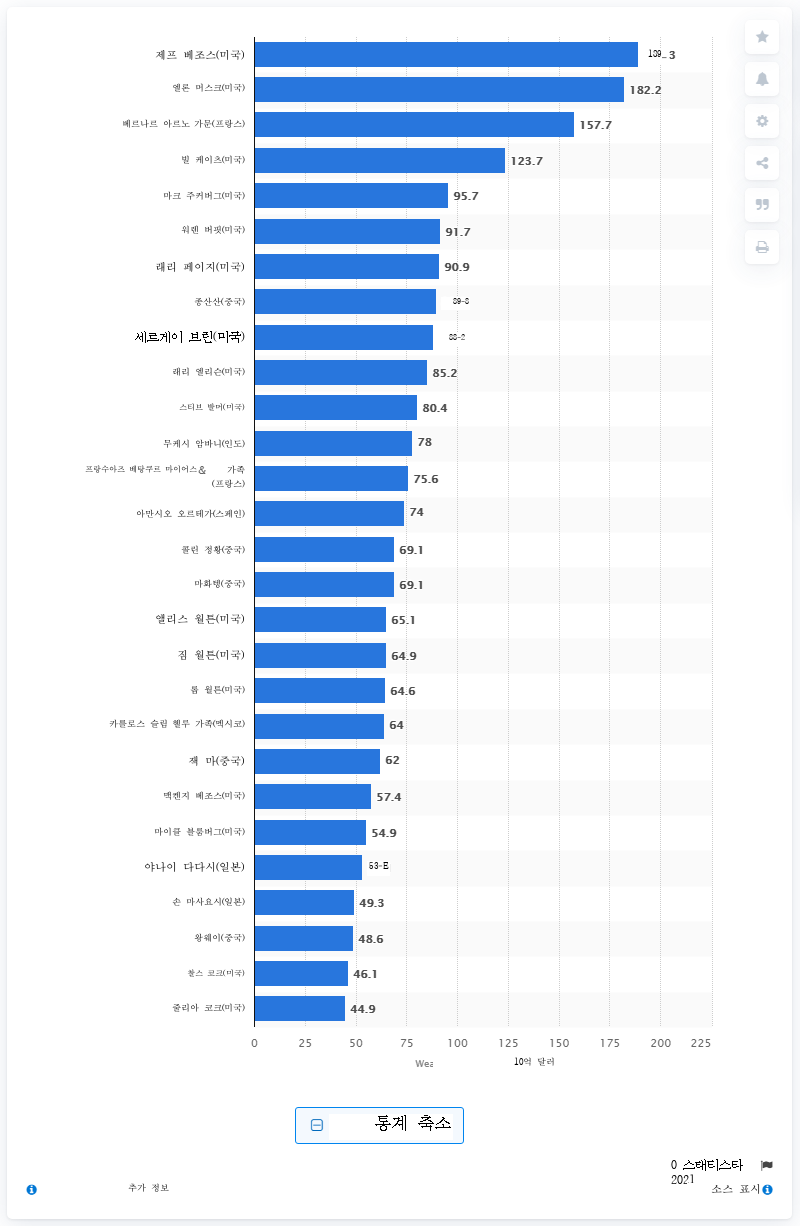 제프 베조스(미국) 189_3
엘론 머스크(미국) 182.2
베르나르 아르노 가문(프랑스) 157.7
빌 케이츠(미국) 123.7
마크 주커버그(미국) 95.7
워렌 버핏(미국) 91.7
래리 페이지(미국) 90.9
종산산(중국) 89-8
세르게이 브린(미국) 88-2
래리 엘리슨(미국) 85.2
스티브 발머(미국) 80.4
무케시 암바니(인도) 78
프랑수아즈 베탕쿠르 마이어스& 가족
(프랑스) 75.6
아만시오 오르테가(스페인) 74
콜린 정황(중국) 69.1
마화텡(중국) 69.1
앨리스 월튼(미국) 65.1
짐 월튼(미국) 64.9
롭 월튼(미국) 64.6
카를로스 슬림 헬루 가족(멕시코) 64
잭 마(중국) 62
맥켄지 베조스(미국) 57.4
마이클 블룸버그(미국) 54.9
야나이 다다시(일본) 53-E
손 마사요시(일본) 49.3
왕웨이(중국) 48.6
찰스 코크(미국) 46.1
줄리아 코크(미국) 44.9
0 25 50 75 100 125 150 175 200 225
Wea 10억 달러
통계 축소
0 스태티스타
2021
추가 정보 소스 표시